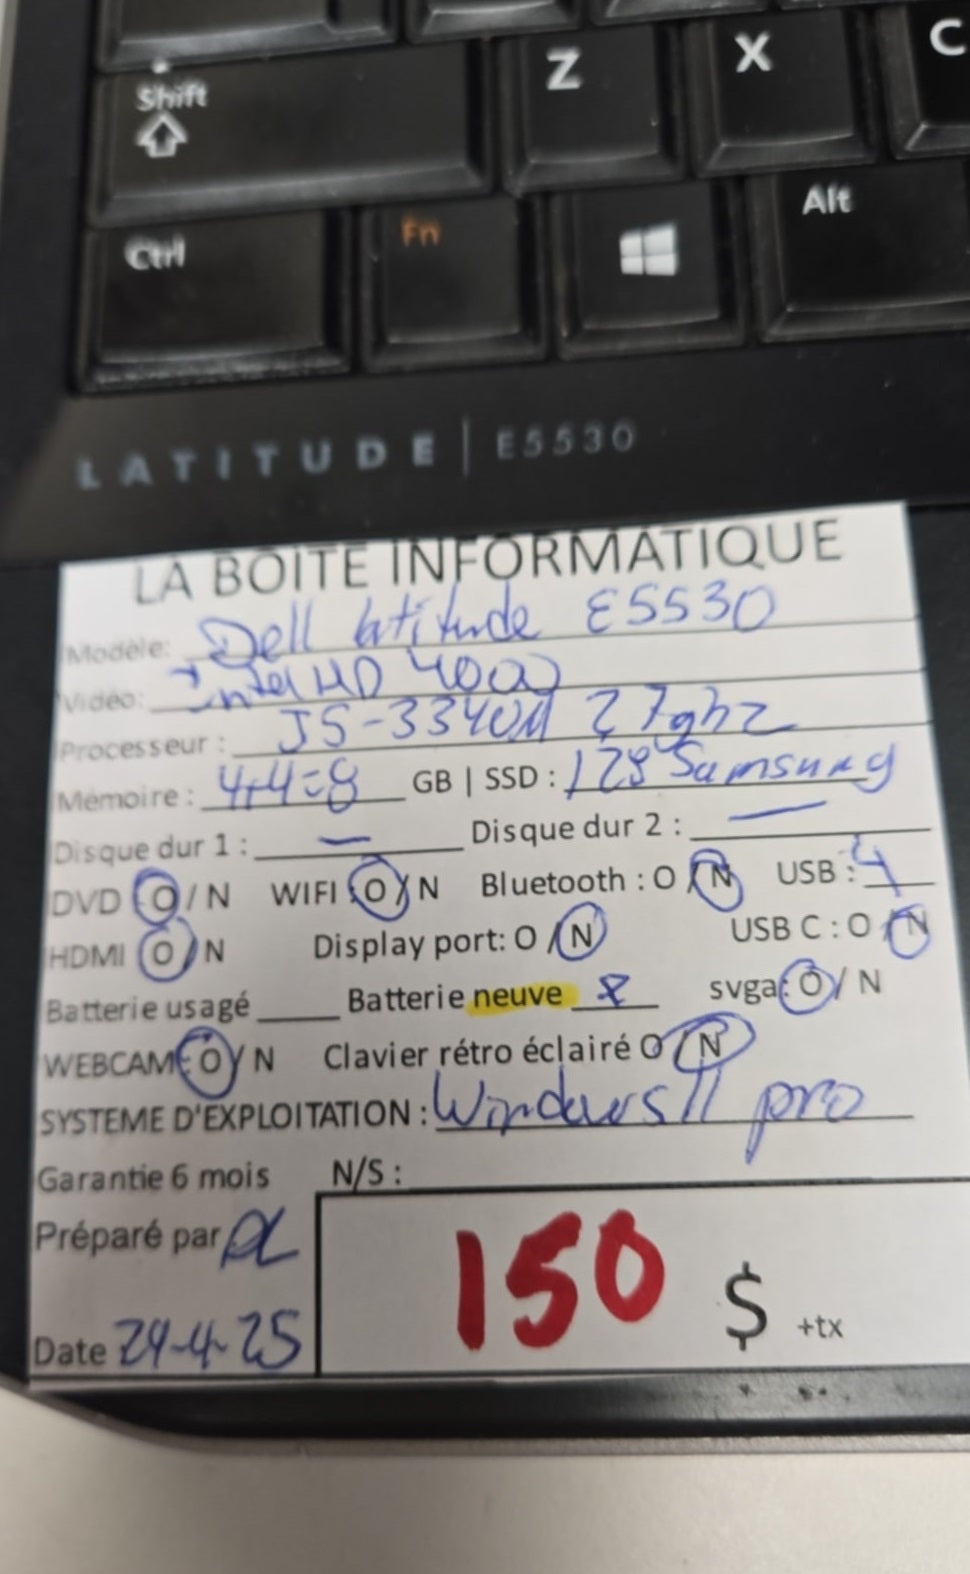 Z X C
Shift
Ctrl Fn Alt
LATITUDE | E5530
LA BOITE INFORMATIQUE
Modèle: Dell latitude E5530
Vidéo: Intel HD 4000
Processeur : I5-3340M 2,7ghz
Mémoire : 4+4=8 GB | SSD : 128 Samsung
Disque dur 1 : — Disque dur 2 : —
DVD O / N WIFI O / N Bluetooth : O / N USB : 4
HDMI O / N Display port: O / N USB C : O / N
Batterie usagé ____ Batterie neuve X svga: O / N
WEBCAM: O / N Clavier rétro éclairé O / N
SYSTEME D'EXPLOITATION : Windows 11 pro
Garantie 6 mois N/S :
Préparé par
150 $ +tx
Date 24-4-25